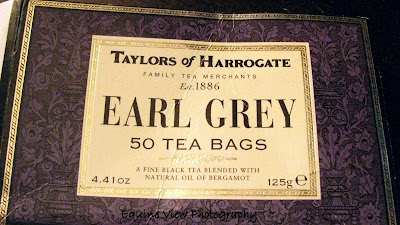 TAYLORS OF HARROGATE
FAMILY TEA MERCHANTS
Est. 1886
EARL GREY
50 TEA BAGS
A FINE BLACK TEA BLENDED WITH
NATURAL OIL OF BERGAMOT
4.41oz 125g ℮
Equine View Photography